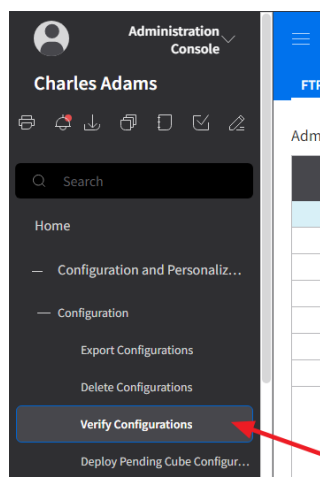 Administration
Console
Charles Adams
Search
Home
— Configuration and Personaliz...
— Configuration
Export Configurations
Delete Configurations
Verify Configurations
Deploy Pending Cube Configur...
FTP
Adm